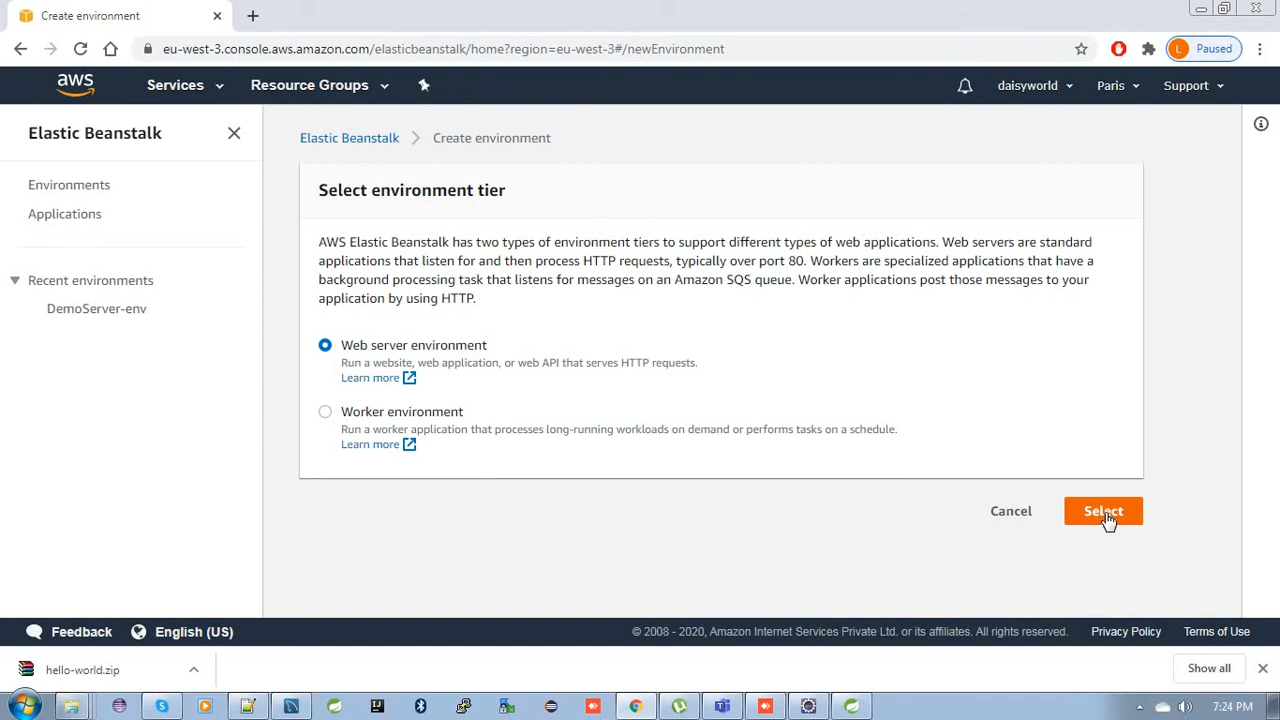 Create environment
eu-west-3.console.aws.amazon.com/elasticbeanstalk/home?region=eu-west-3#/newEnvironment
L Paused
aws Services Resource Groups daisyworld Paris Support
Elastic Beanstalk
Environments
Applications
Recent environments
DemoServer-env
Elastic Beanstalk > Create environment
Select environment tier
AWS Elastic Beanstalk has two types of environment tiers to support different types of web applications. Web servers are standard
applications that listen for and then process HTTP requests, typically over port 80. Workers are specialized applications that have a
background processing task that listens for messages on an Amazon SQS queue. Worker applications post those messages to your
application by using HTTP.
Web server environment
Run a website, web application, or web API that serves HTTP requests.
Learn more
Worker environment
Run a worker application that processes long-running workloads on demand or performs tasks on a schedule.
Learn more
Cancel Select
Feedback English (US) © 2008 - 2020, Amazon Internet Services Private Ltd. or its affiliates. All rights reserved. Privacy Policy Terms of Use
hello-world.zip Show all
7:24 PM